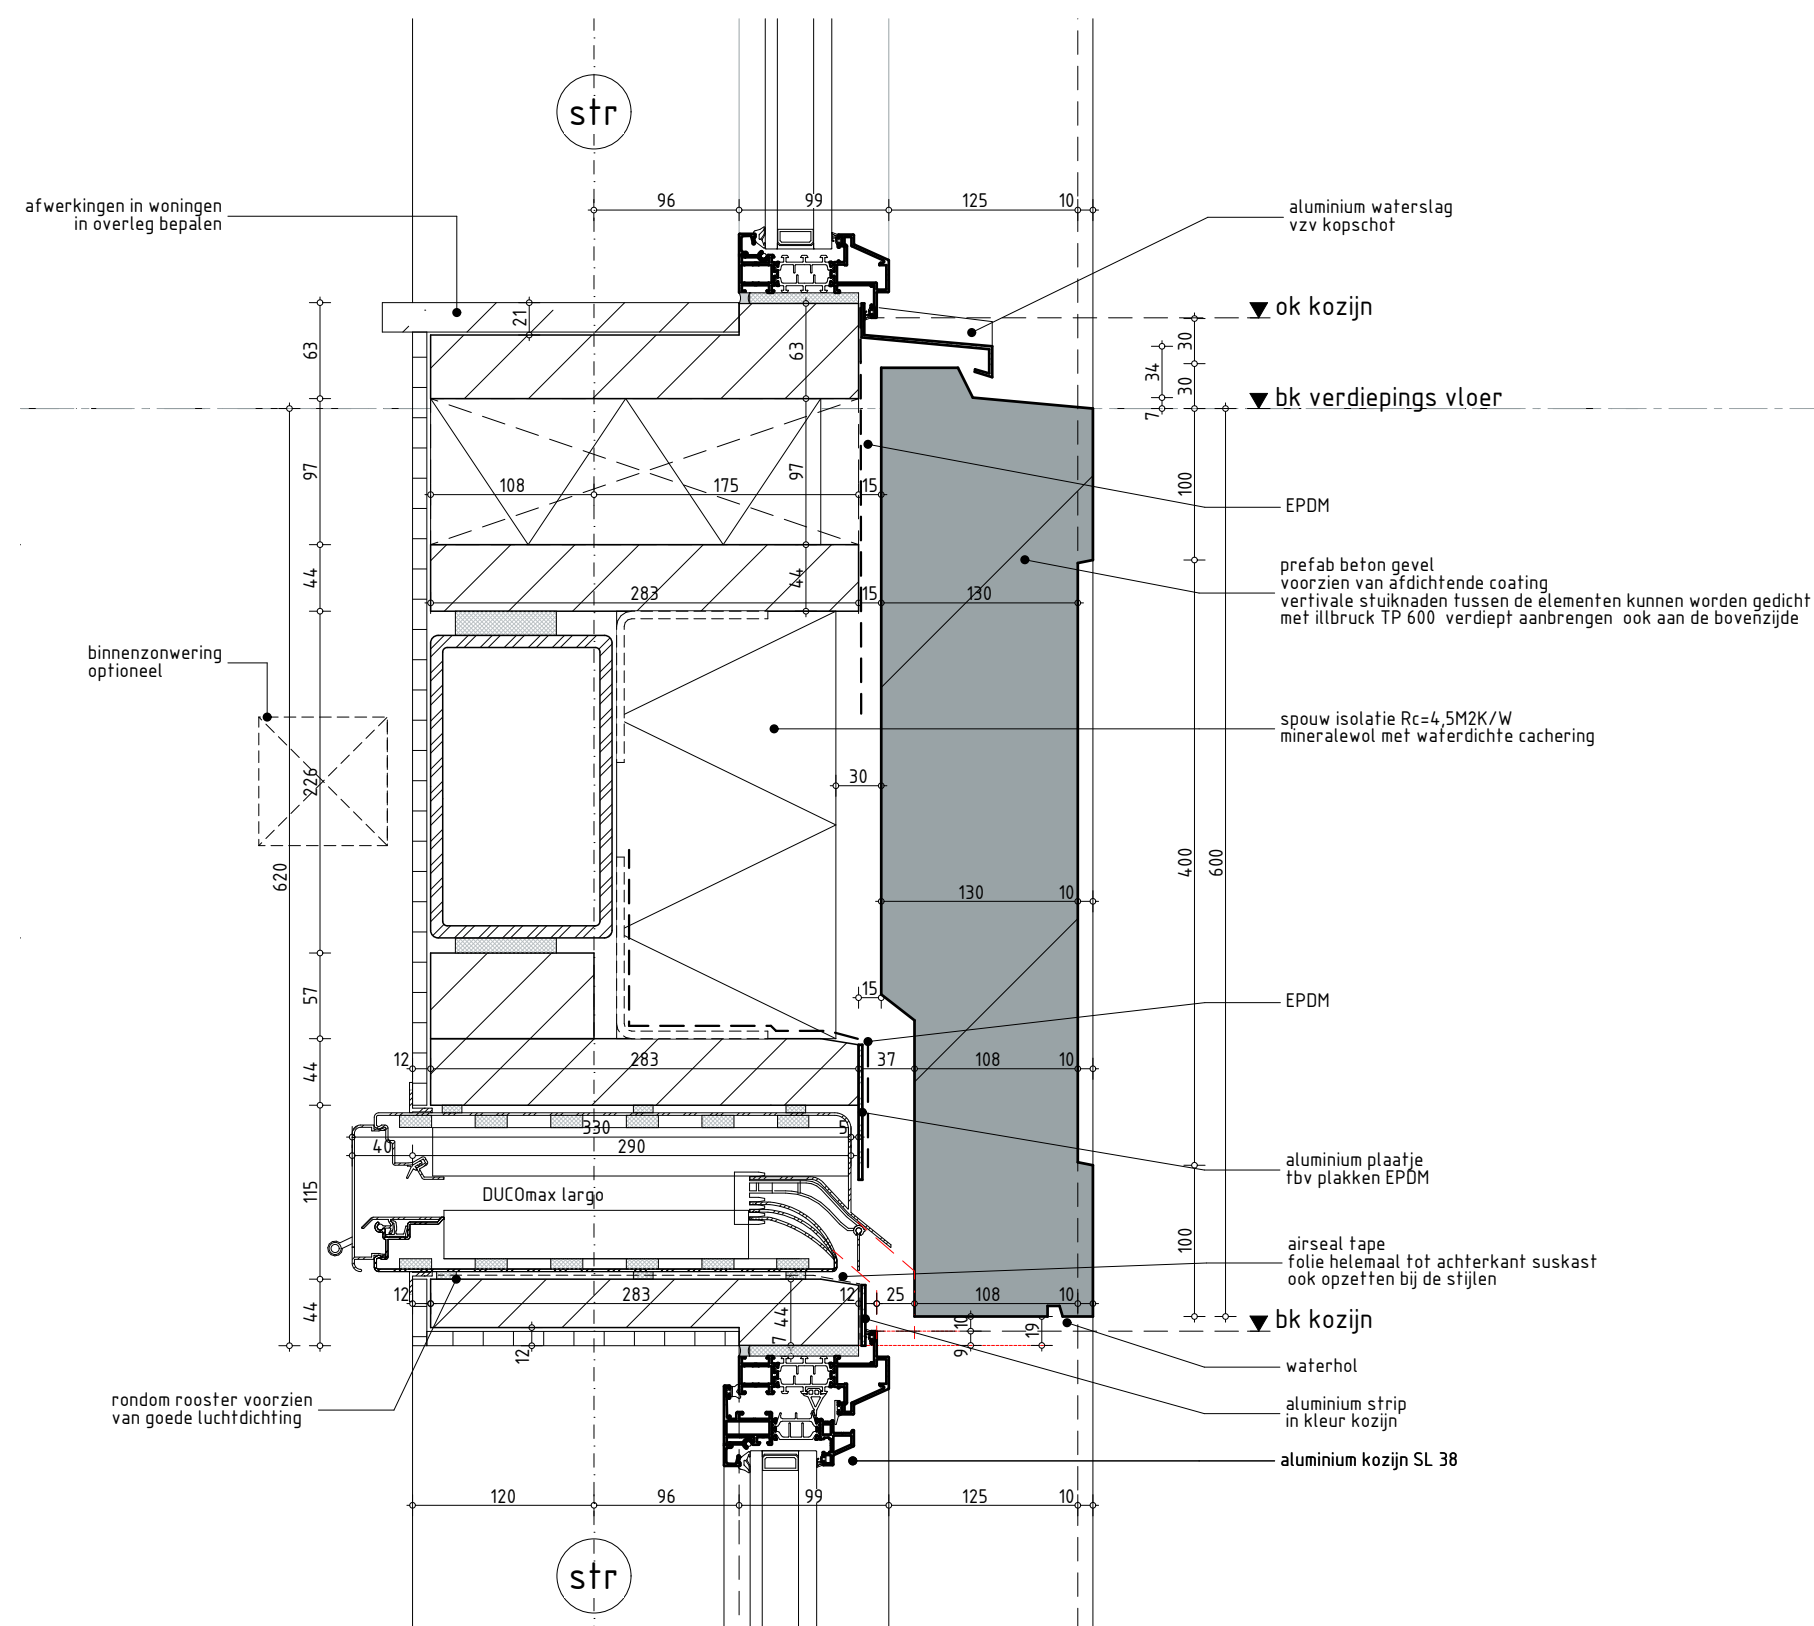 str
96
99
125
10
afwerkingen in woningen
in overleg bepalen
aluminium waterslag
vzv kopschot
ok kozijn
21
63
63
30
34
30
7
bk verdiepings vloer
97
108
175
15
97
100
EPDM
44
44
283
15
130
prefab beton gevel
voorzien van afdichtende coating
vertivale stuiknaden tussen de elementen kunnen worden gedicht
met illbruck TP 600 verdiept aanbrengen ook aan de bovenzijde
binnenzonwering
optioneel
spouw isolatie Rc=4,5M2K/W
mineralewol met waterdichte cachering
226
30
620
400
600
130
10
57
15
EPDM
12
283
37
108
10
44
330
5
40
290
115
DUCOmax largo
aluminium plaatje
tbv plakken EPDM
100
airseal tape
folie helemaal tot achterkant suskast
ook opzetten bij de stijlen
12
283
12
25
108
10
44
44
7
12
10
9
19
bk kozijn
waterhol
rondom rooster voorzien
van goede luchtdichting
aluminium strip
in kleur kozijn
aluminium kozijn SL 38
120
96
99
125
10
str